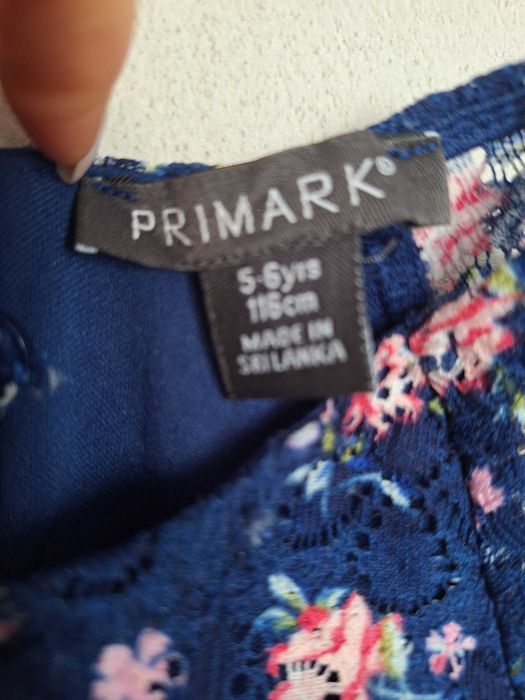 PRIMARK®
5-6yrs
116cm
MADE IN
SRI LANKA